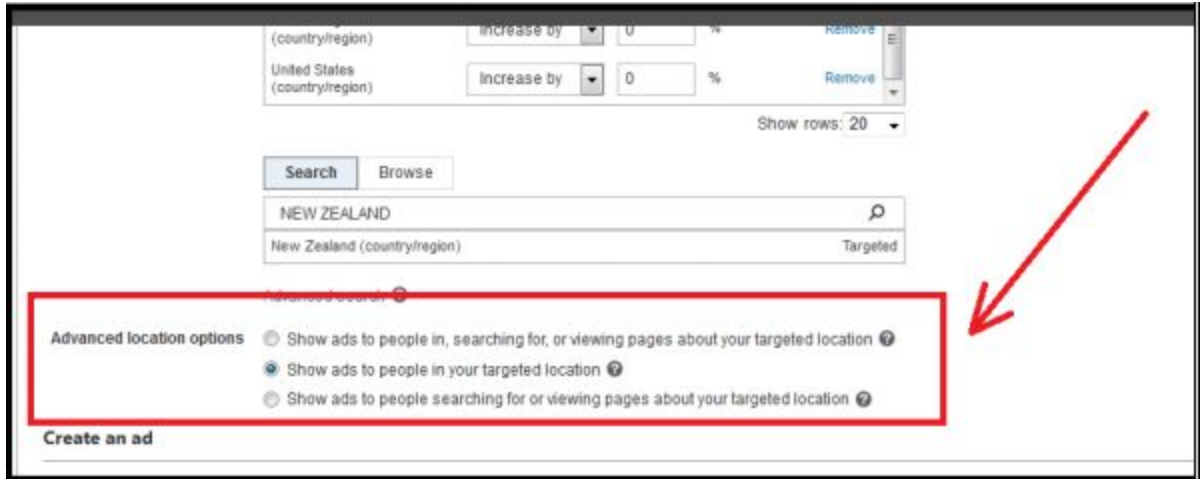 (country/region) Increase by 0 % Remove
United States
(country/region) Increase by 0 % Remove
Show rows: 20
Search Browse
NEW ZEALAND
New Zealand (country/region) Targeted
Advanced search
Advanced location options Show ads to people in, searching for, or viewing pages about your targeted location
Show ads to people in your targeted location
Show ads to people searching for or viewing pages about your targeted location
Create an ad